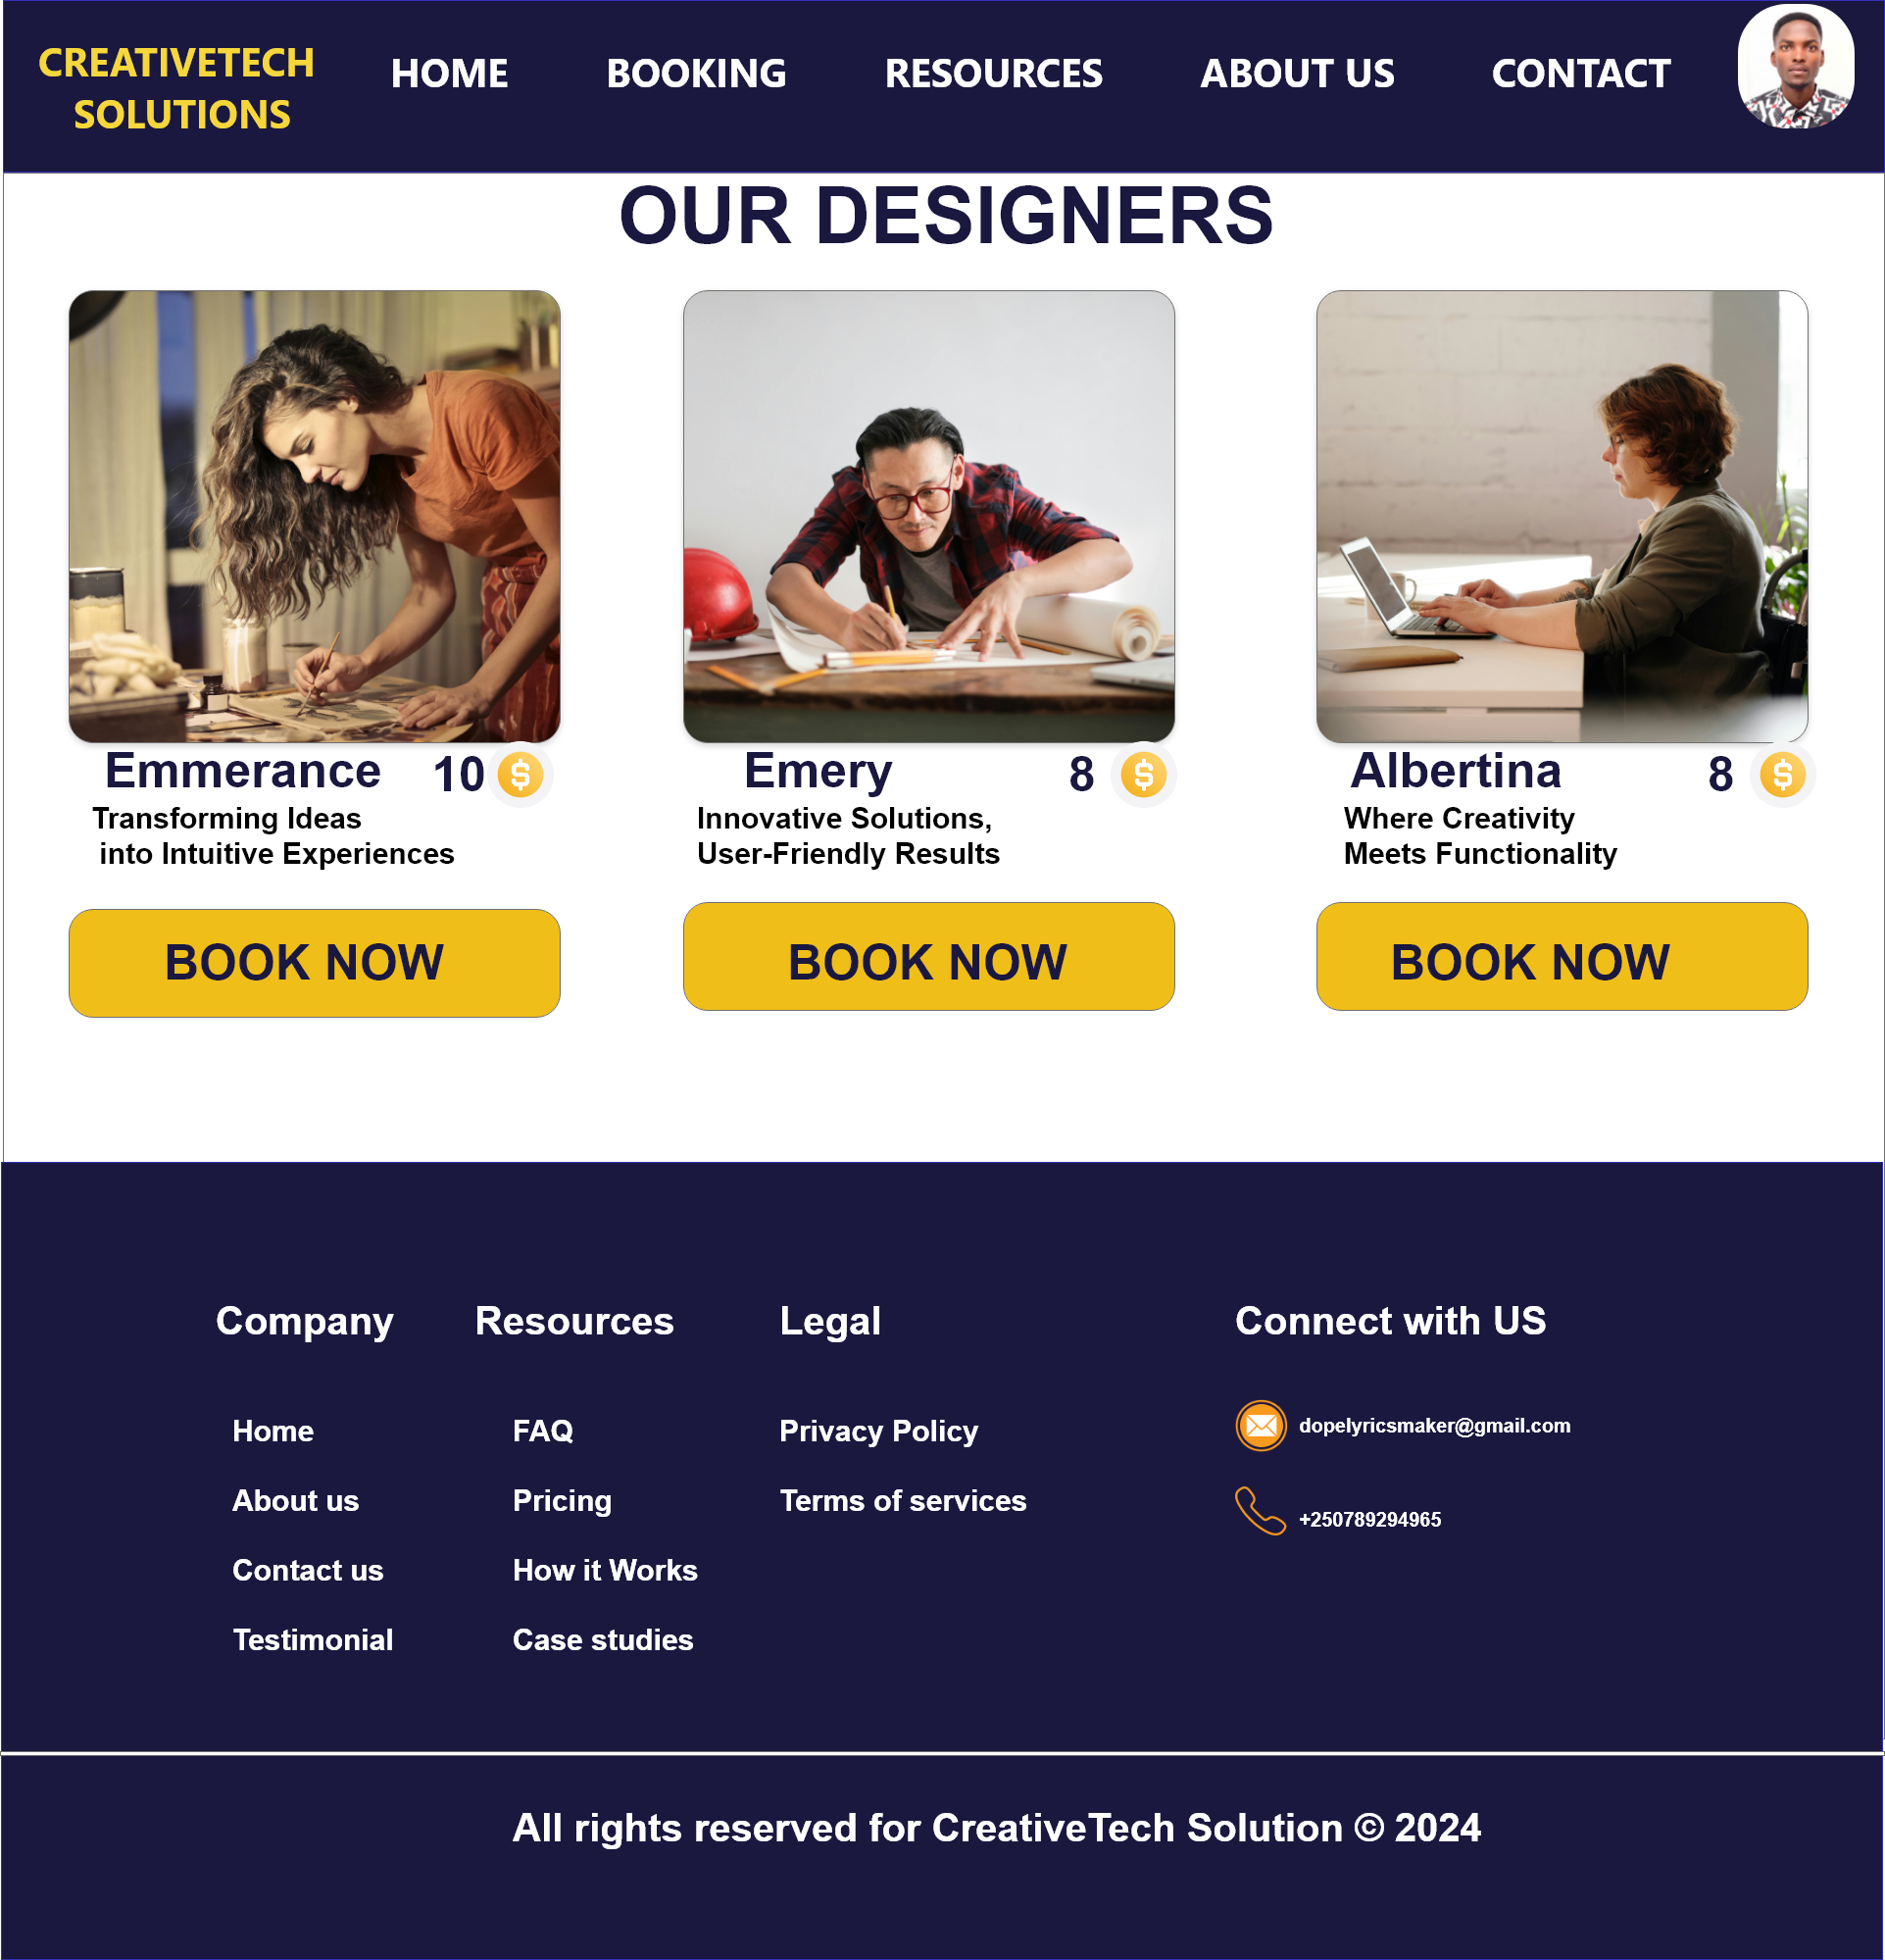 CREATIVETECH
SOLUTIONS
HOME
BOOKING
RESOURCES
ABOUT US
CONTACT
OUR DESIGNERS
Emmerance 10
Transforming Ideas
into Intuitive Experiences
BOOK NOW
Emery 8
Innovative Solutions,
User-Friendly Results
BOOK NOW
Albertina 8
Where Creativity
Meets Functionality
BOOK NOW
Company
Home
About us
Contact us
Testimonial
Resources
FAQ
Pricing
How it Works
Case studies
Legal
Privacy Policy
Terms of services
Connect with US
dopelyricsmaker@gmail.com
+250789294965
All rights reserved for CreativeTech Solution © 2024